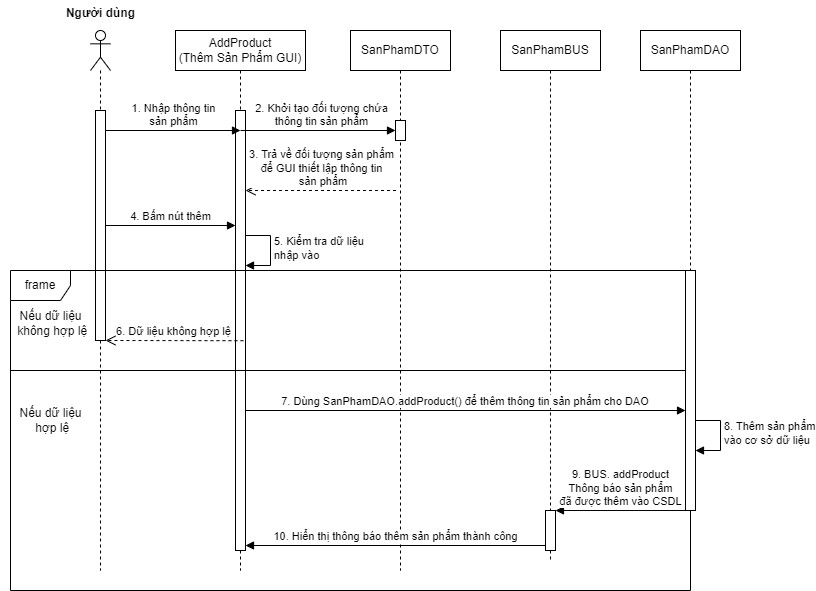 Người dùng
AddProduct
(Thêm Sản Phẩm GUI)
SanPhamDTO
SanPhamBUS
SanPhamDAO
1. Nhập thông tin
sản phẩm
2. Khởi tạo đối tượng chứa
thông tin sản phẩm
3. Trả về đối tượng sản phẩm
để GUI thiết lập thông tin
sản phẩm
4. Bấm nút thêm
5. Kiểm tra dữ liệu
nhập vào
frame
Nếu dữ liệu
không hợp lệ
6. Dữ liệu không hợp lệ
Nếu dữ liệu
hợp lệ
7. Dùng SanPhamDAO.addProduct() để thêm thông tin sản phẩm cho DAO
8. Thêm sản phẩm
vào cơ sở dữ liệu
9. BUS. addProduct
Thông báo sản phẩm
đã được thêm vào CSDL
10. Hiển thị thông báo thêm sản phẩm thành công